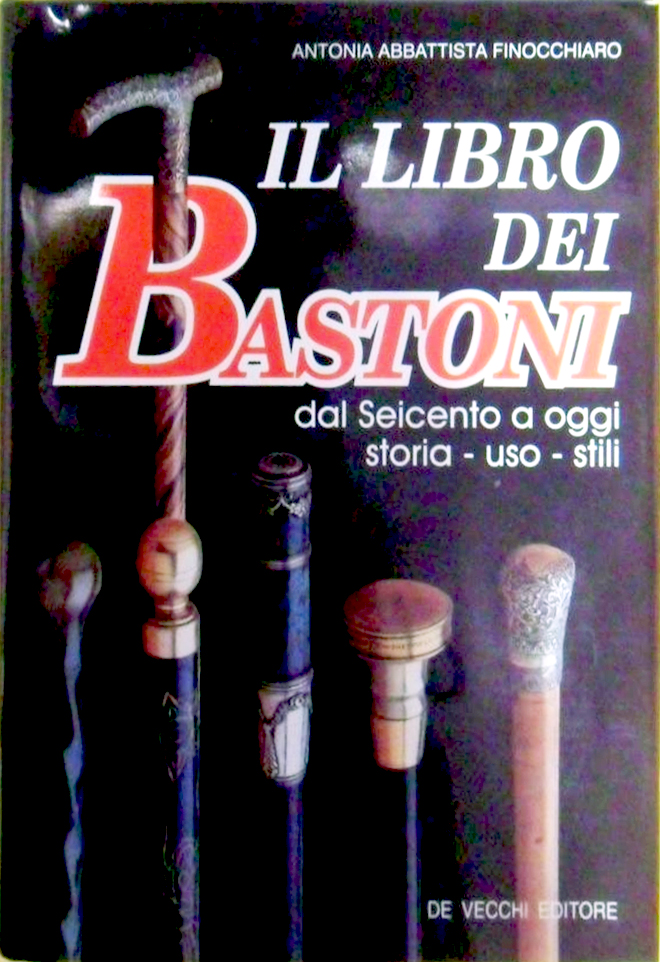 ANTONIA ABBATTISTA FINOCCHIARO
IL LIBRO
DEI
BASTONI
dal Seicento a oggi
storia - uso - stili
DE VECCHI EDITORE